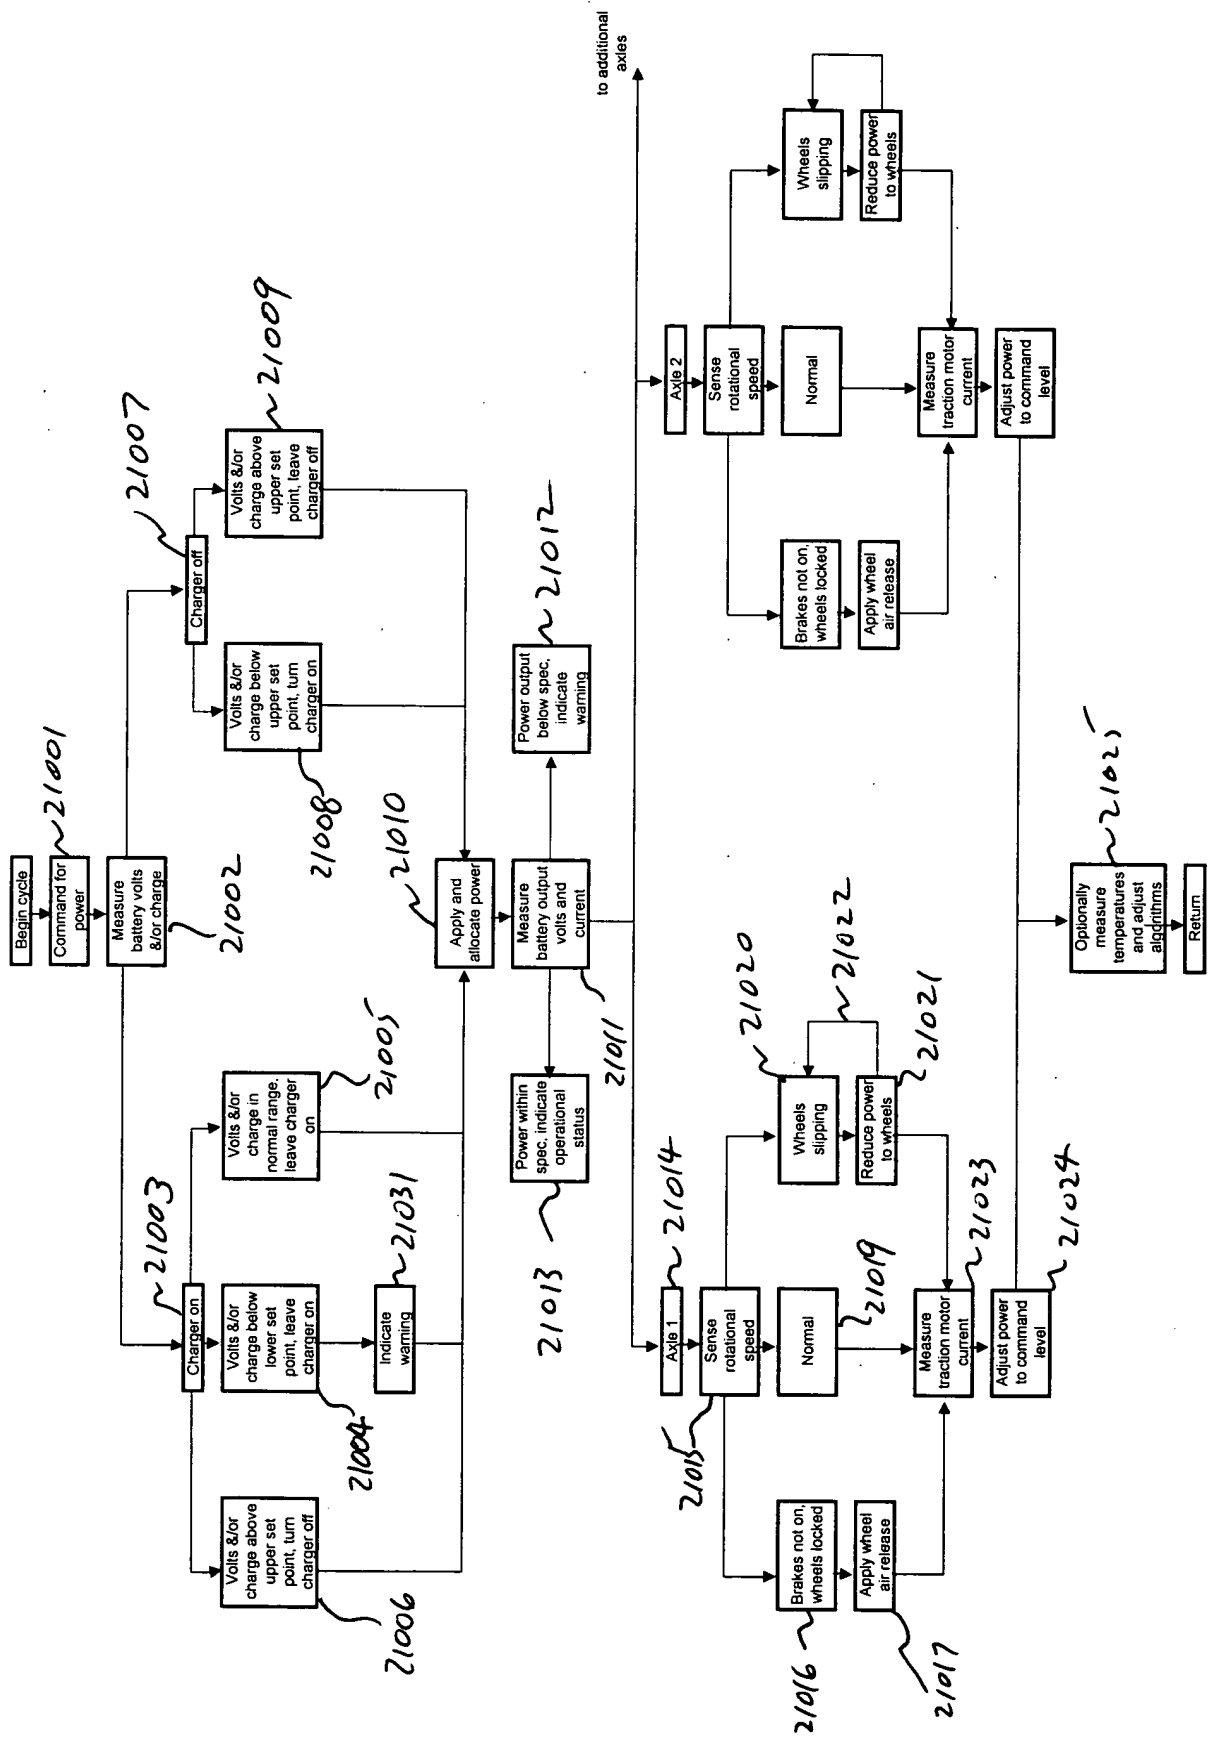 Begin cycle
Command for
power
21001
Measure
battery volts
&/or charge
21002
Charger on
21003
Charger off
21007
Volts &/or
charge above
upper set
point, turn
charger off
21006
Volts &/or
charge below
lower set
point, leave
charger on
21004
Volts &/or
charge in
normal range.
leave charger
on
21005
Volts &/or
charge below
upper set
point, turn
charger on
21008
Volts &/or
charge above
upper set
point, leave
charger off
21009
Indicate
warning
21031
Apply and
allocate power
21010
Power within
spec, indicate
operational
status
21013
Measure
battery output
volts and
current
21011
Power output
below spec,
indicate
warning
21012
to additional
axles
Axle 1
21014
Sense
rotational
speed
21015
Brakes not on,
wheels locked
21016
Apply wheel
air release
21017
Normal
21019
Wheels
slipping
21020
Reduce power
to wheels
21021
21022
Measure
traction motor
current
21023
Adjust power
to command
level
21024
Axle 2
Sense
rotational
speed
Brakes not on,
wheels locked
Apply wheel
air release
Normal
Wheels
slipping
Reduce power
to wheels
Measure
traction motor
current
Adjust power
to command
level
Optionally
measure
temperatures
and adjust
algorithms
21025
Return